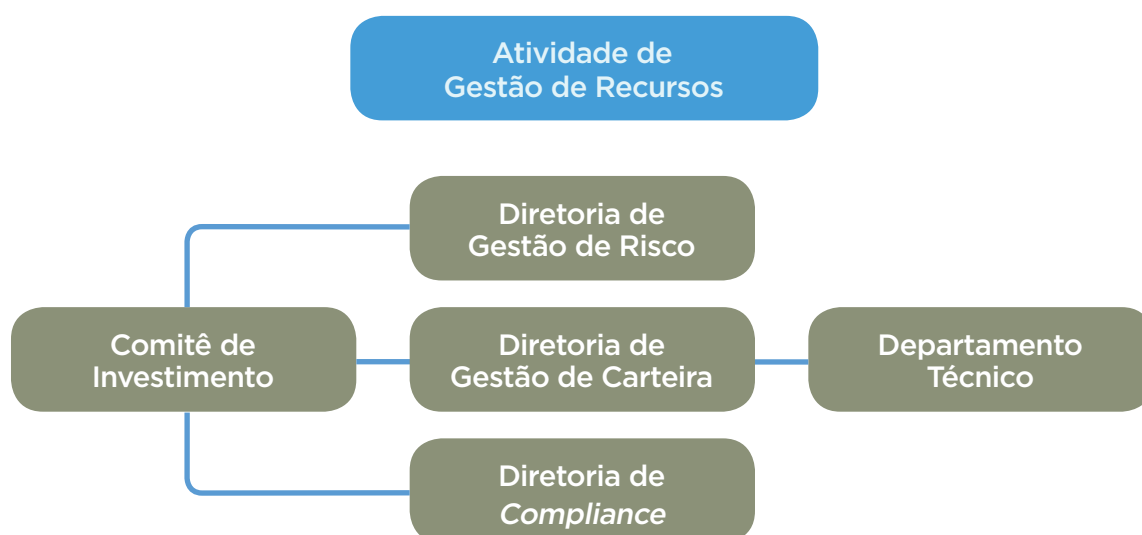 Atividade de
Gestão de Recursos
Diretoria de
Gestão de Risco
Comitê de
Investimento
Diretoria de
Gestão de Carteira
Departamento
Técnico
Diretoria de
Compliance